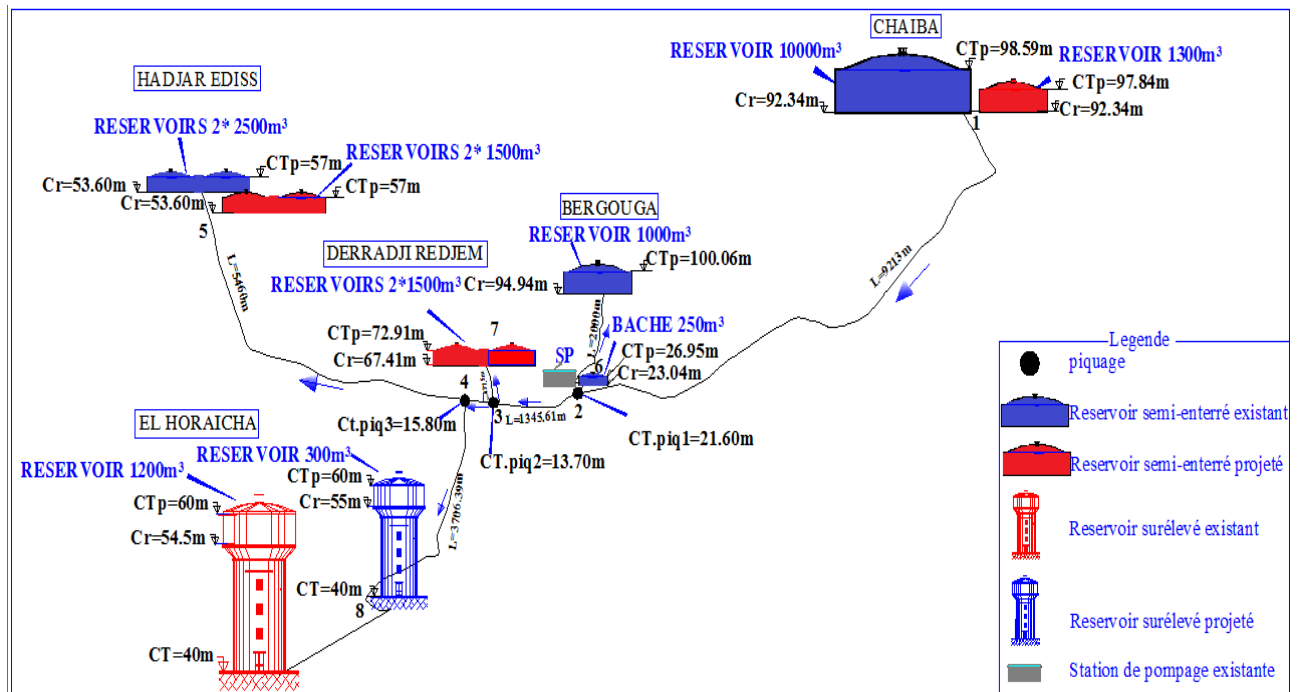 CHAIBA
RESERVOIR 10000m³
CTp=98.59m
RESERVOIR 1300m³
CTp=97.84m
Cr=92.34m
Cr=92.34m
1
HADJAR EDISS
RESERVOIRS 2* 2500m³
CTp=57m
RESERVOIRS 2* 1500m³
CTp=57m
Cr=53.60m
Cr=53.60m
5
L=5460m
BERGOUGA
RESERVOIR 1000m³
CTp=100.06m
Cr=94.94m
L=9213m
DERRADJI REDJEM
RESERVOIRS 2*1500m³
CTp=72.91m
7
Cr=67.41m
BACHE 250m³
SP
6
CTp=26.95m
Cr=23.04m
4
3
L=1345.61m
2
Ct.piq3=15.80m
CT.piq2=13.70m
CT.piq1=21.60m
EL HORAICHA
RESERVOIR 300m³
RESERVOIR 1200m³
CTp=60m
Cr=55m
CTp=60m
Cr=54.5m
L=3706.39m
CT=40m
8
CT=40m
Legende
piquage
Reservoir semi-enterré existant
Reservoir semi-enterré projeté
Reservoir surélevé existant
Reservoir surélevé projeté
Station de pompage existante